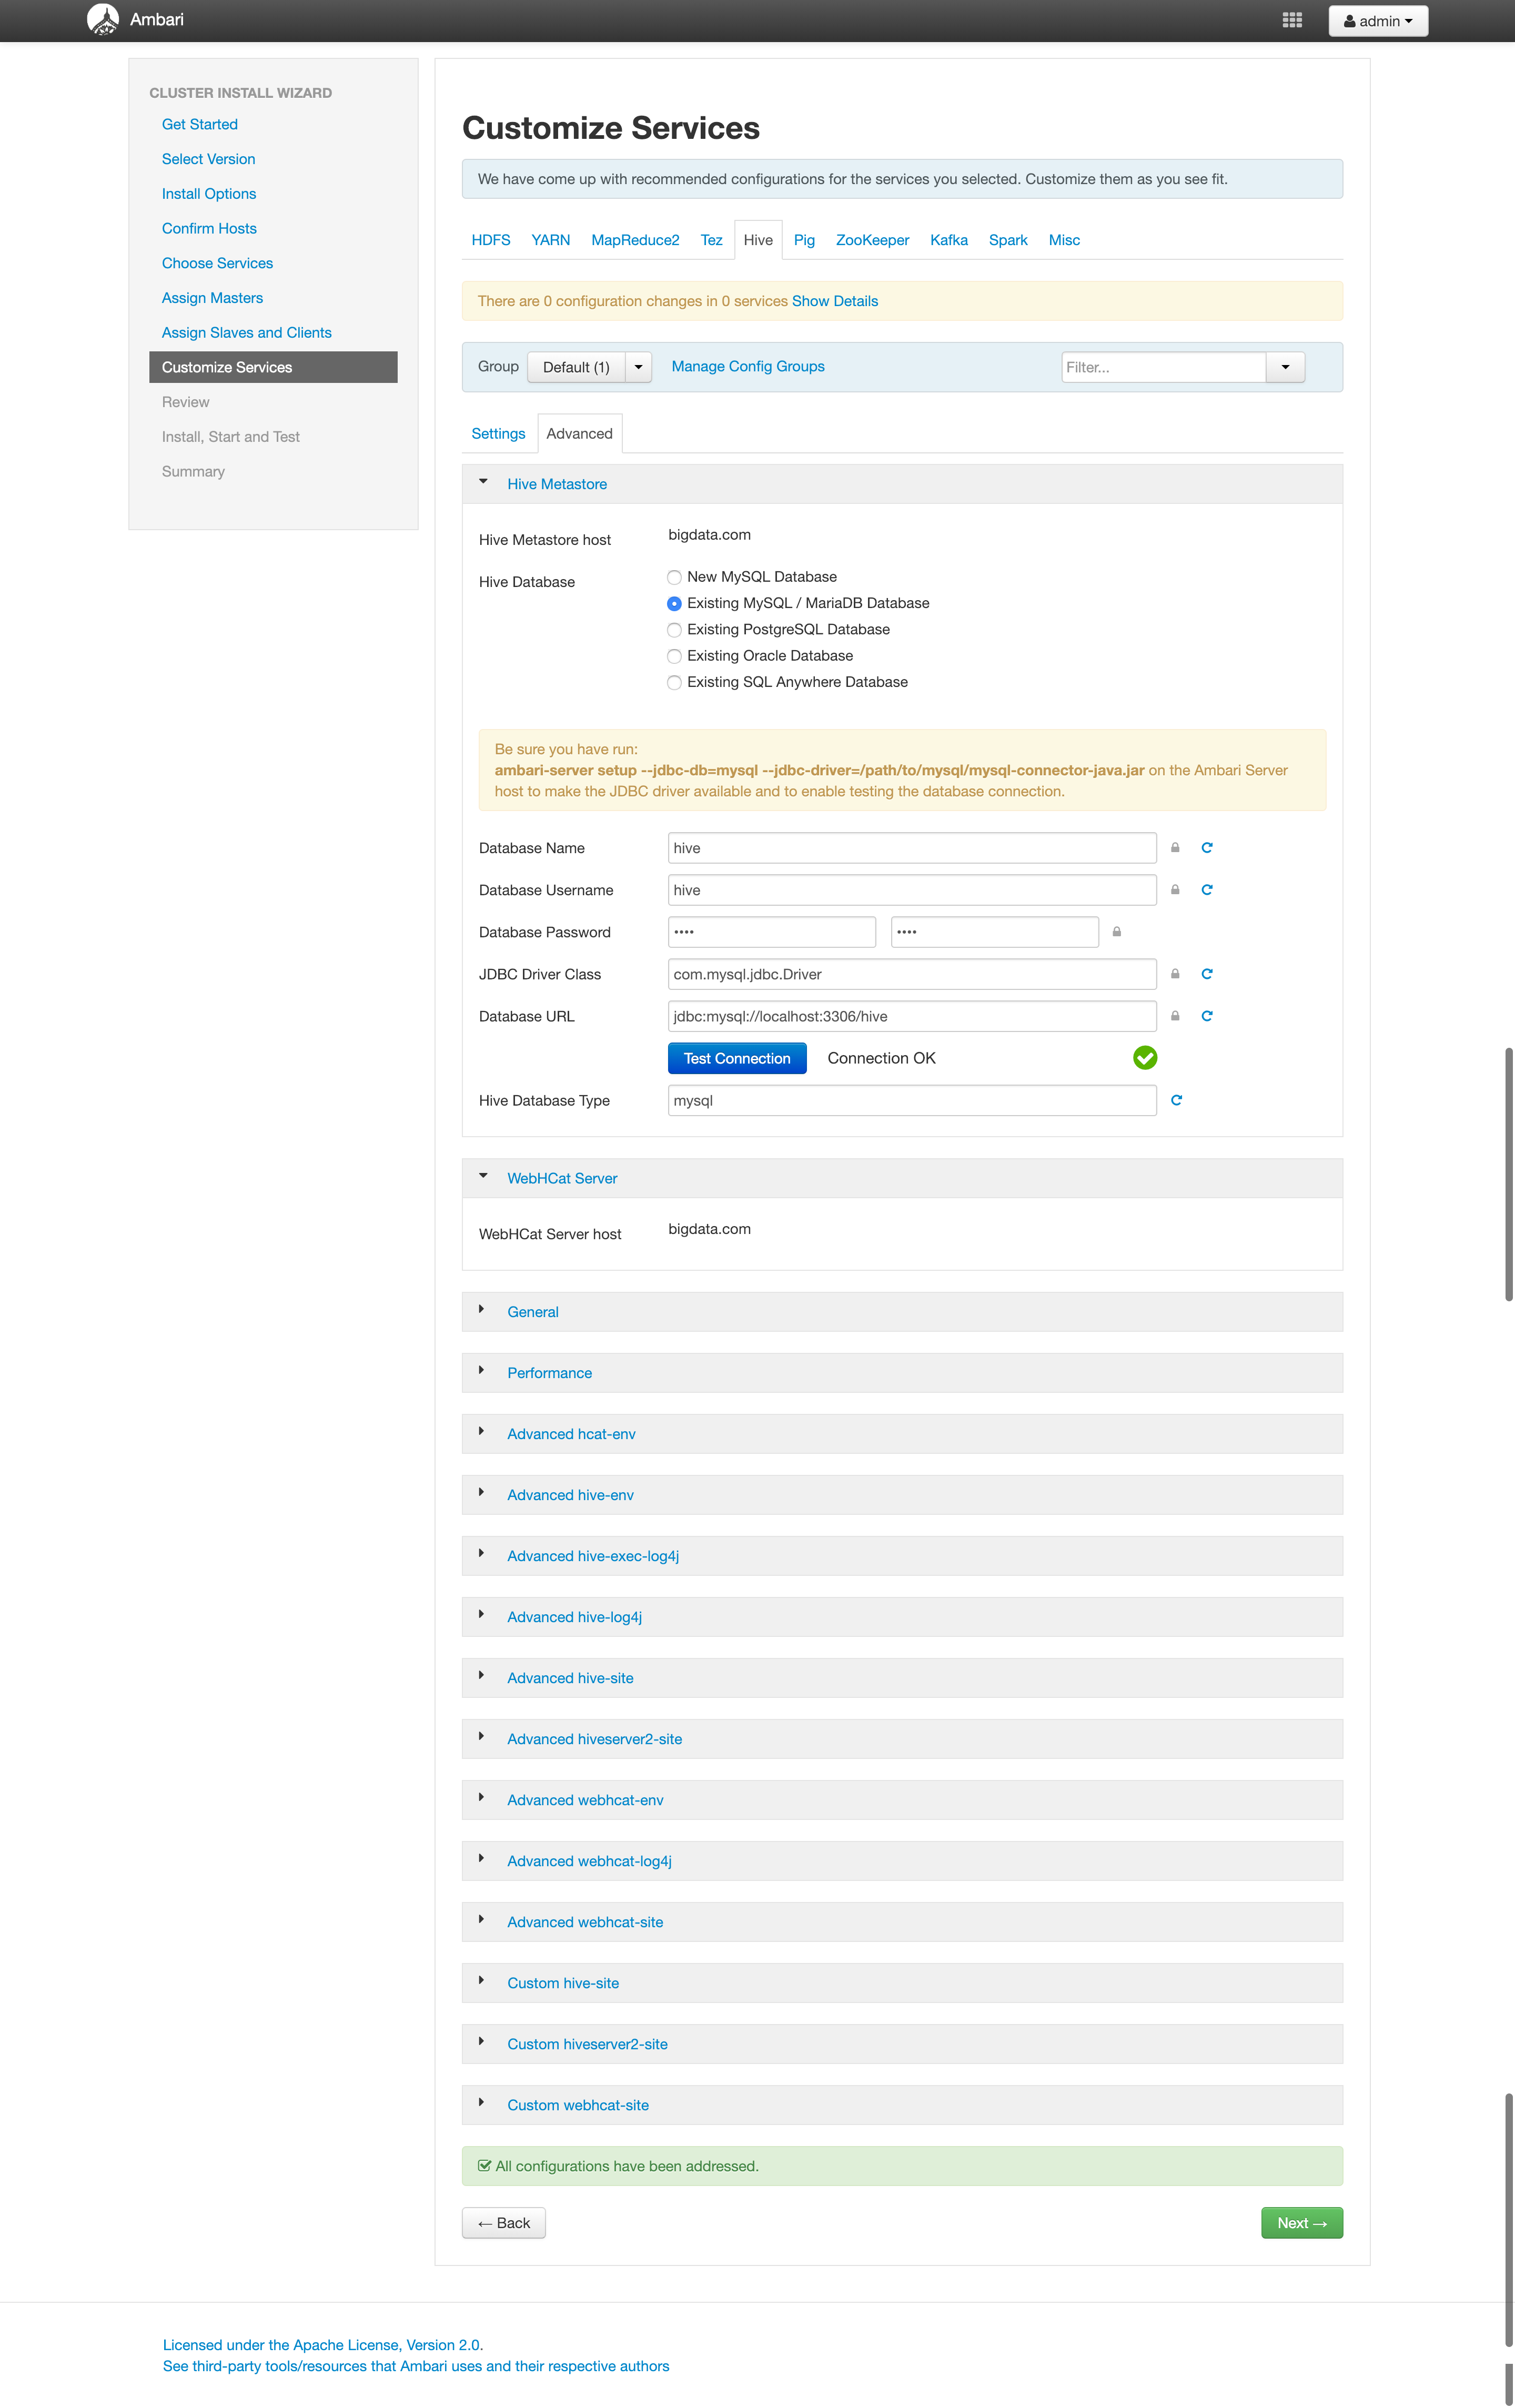 Ambari
admin
CLUSTER INSTALL WIZARD
Get Started
Select Version
Install Options
Confirm Hosts
Choose Services
Assign Masters
Assign Slaves and Clients
Customize Services
Review
Install, Start and Test
Summary
Customize Services
We have come up with recommended configurations for the services you selected. Customize them as you see fit.
HDFS YARN MapReduce2 Tez Hive Pig ZooKeeper Kafka Spark Misc
There are 0 configuration changes in 0 services Show Details
Group Default (1) Manage Config Groups Filter...
Settings Advanced
Hive Metastore
Hive Metastore host bigdata.com
Hive Database New MySQL Database
Existing MySQL / MariaDB Database
Existing PostgreSQL Database
Existing Oracle Database
Existing SQL Anywhere Database
Be sure you have run:
ambari-server setup --jdbc-db=mysql --jdbc-driver=/path/to/mysql/mysql-connector-java.jar on the Ambari Server
host to make the JDBC driver available and to enable testing the database connection.
Database Name hive
Database Username hive
Database Password •••• ••••
JDBC Driver Class com.mysql.jdbc.Driver
Database URL jdbc:mysql://localhost:3306/hive
Test Connection Connection OK
Hive Database Type mysql
WebHCat Server
WebHCat Server host bigdata.com
General
Performance
Advanced hcat-env
Advanced hive-env
Advanced hive-exec-log4j
Advanced hive-log4j
Advanced hive-site
Advanced hiveserver2-site
Advanced webhcat-env
Advanced webhcat-log4j
Advanced webhcat-site
Custom hive-site
Custom hiveserver2-site
Custom webhcat-site
All configurations have been addressed.
← Back Next →
Licensed under the Apache License, Version 2.0.
See third-party tools/resources that Ambari uses and their respective authors